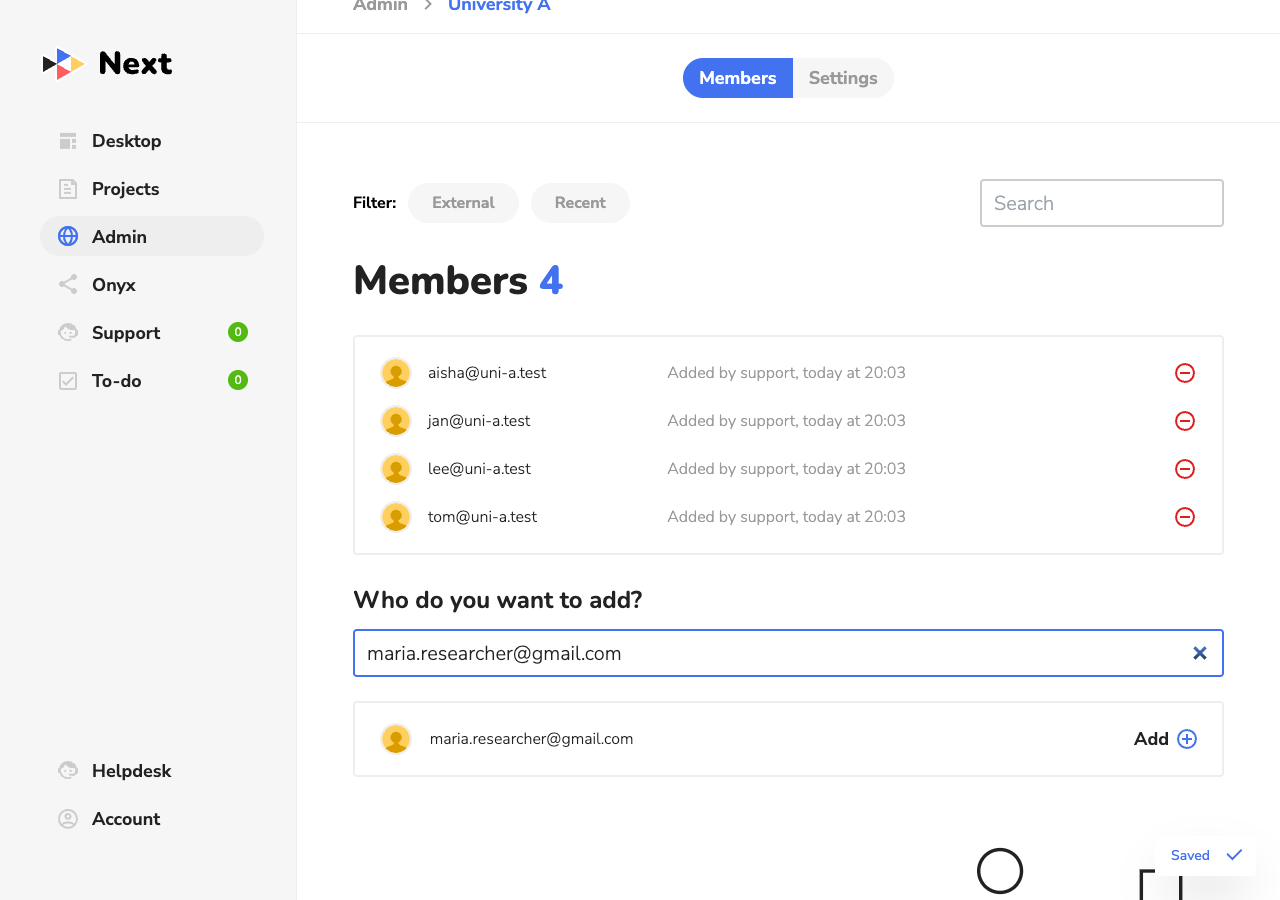 Admin > University A
Next
Members
Settings
Desktop
Projects
Admin
Onyx
Support 0
To-do 0
Helpdesk
Account
Filter: External Recent
Search
Members 4
aisha@uni-a.test Added by support, today at 20:03
jan@uni-a.test Added by support, today at 20:03
lee@uni-a.test Added by support, today at 20:03
tom@uni-a.test Added by support, today at 20:03
Who do you want to add?
maria.researcher@gmail.com
maria.researcher@gmail.com Add
Saved